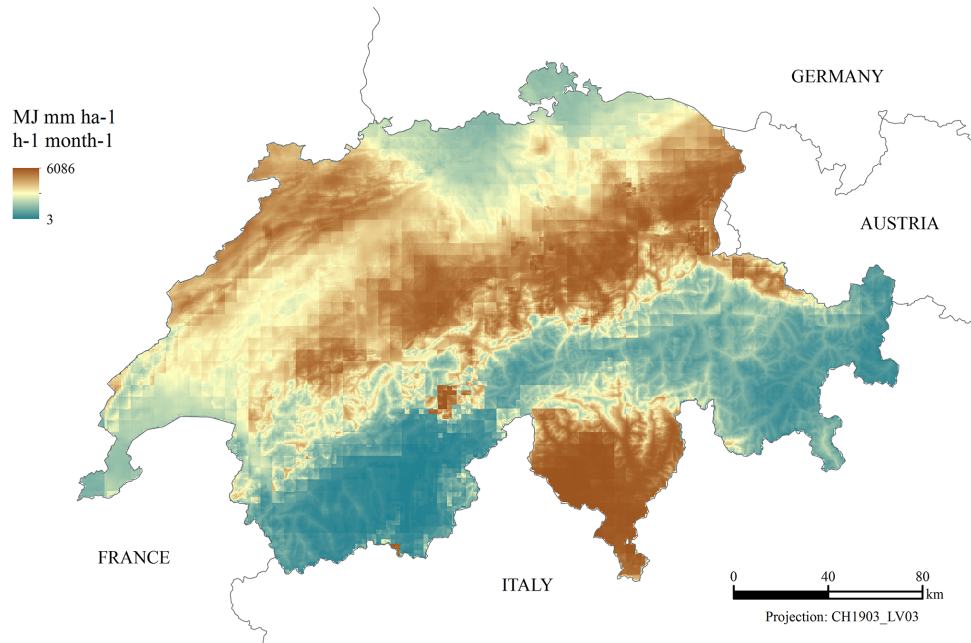 GERMANY
MJ mm ha-1
h-1 month-1
6086
3
AUSTRIA
FRANCE
ITALY
0 40 80
km
Projection: CH1903_LV03